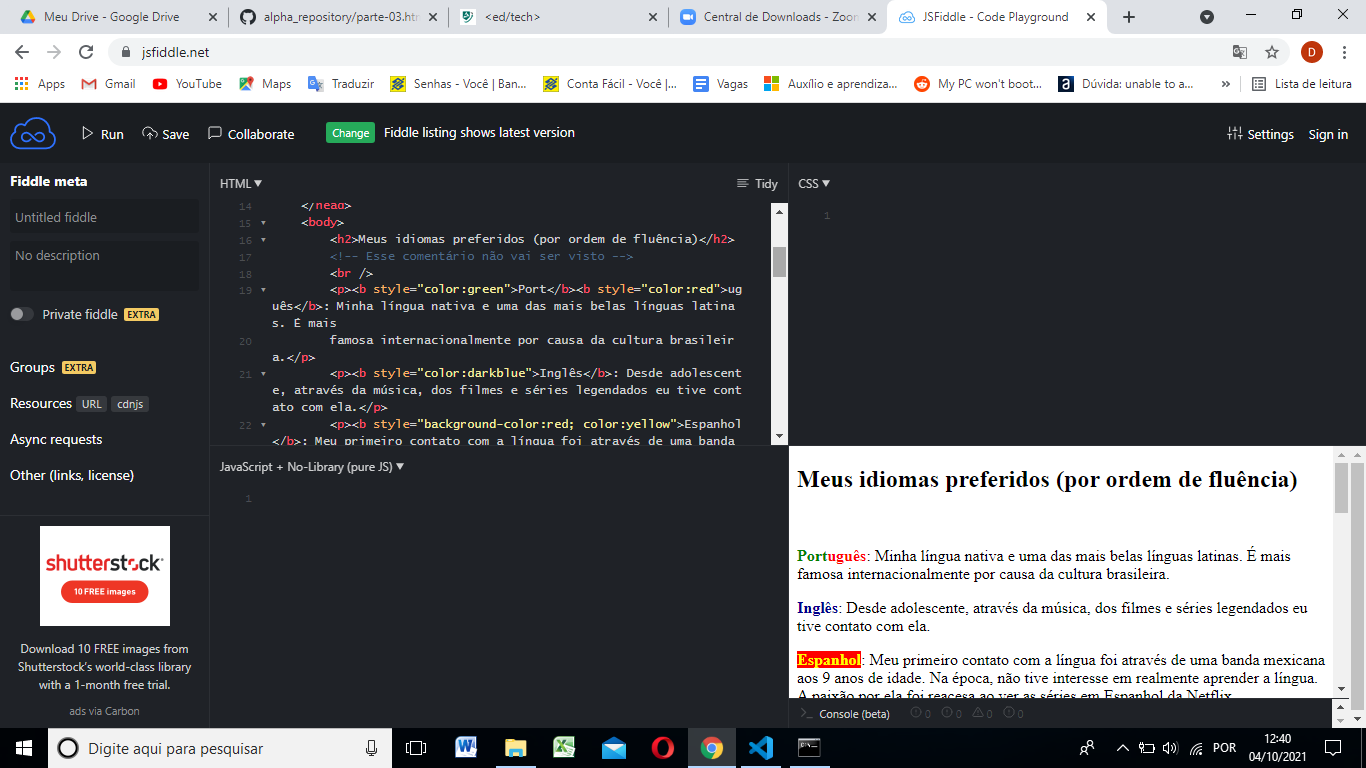 Meu Drive - Google Drive
alpha_repository/parte-03.htm
<ed/tech>
Central de Downloads - Zoom
JSFiddle - Code Playground
jsfiddle.net
D
Apps
Gmail
YouTube
Maps
Traduzir
Senhas - Você | Ban...
Conta Fácil - Você |...
Vagas
Auxílio e aprendiza...
My PC won't boot...
Dúvida: unable to a...
»
Lista de leitura
Run
Save
Collaborate
Change
Fiddle listing shows latest version
Settings
Sign in
Fiddle meta
Untitled fiddle
No description
Private fiddle EXTRA
Groups EXTRA
Resources URL cdnjs
Async requests
Other (links, license)
shutterstock
10 FREE images
Download 10 FREE images from
Shutterstock's world-class library
with a 1-month free trial.
ads via Carbon
HTML
Tidy
14 </head>
15 <body>
16 <h2>Meus idiomas preferidos (por ordem de fluência)</h2>
17 <!-- Esse comentário não vai ser visto -->
18 <br />
19 <p><b style="color:green">Port</b><b style="color:red">ug
uês</b>: Minha língua nativa e uma das mais belas línguas latina
s. É mais
20 famosa internacionalmente por causa da cultura brasileir
a.</p>
21 <p><b style="color:darkblue">Inglês</b>: Desde adolescent
e, através da música, dos filmes e séries legendados eu tive cont
ato com ela.</p>
22 <p><b style="background-color:red; color:yellow">Espanhol
</b>: Meu primeiro contato com a língua foi através de uma banda
CSS
1
JavaScript + No-Library (pure JS)
1
Meus idiomas preferidos (por ordem de fluência)
Português: Minha língua nativa e uma das mais belas línguas latinas. É mais
famosa internacionalmente por causa da cultura brasileira.
Inglês: Desde adolescente, através da música, dos filmes e séries legendados eu
tive contato com ela.
Espanhol: Meu primeiro contato com a língua foi através de uma banda mexicana
aos 9 anos de idade. Na época, não tive interesse em realmente aprender a língua.
A paixão por ela foi reacesa ao ver as séries em Espanhol da Netflix
>_ Console (beta)
0
0
0
0
Digite aqui para pesquisar
POR
12:40
04/10/2021